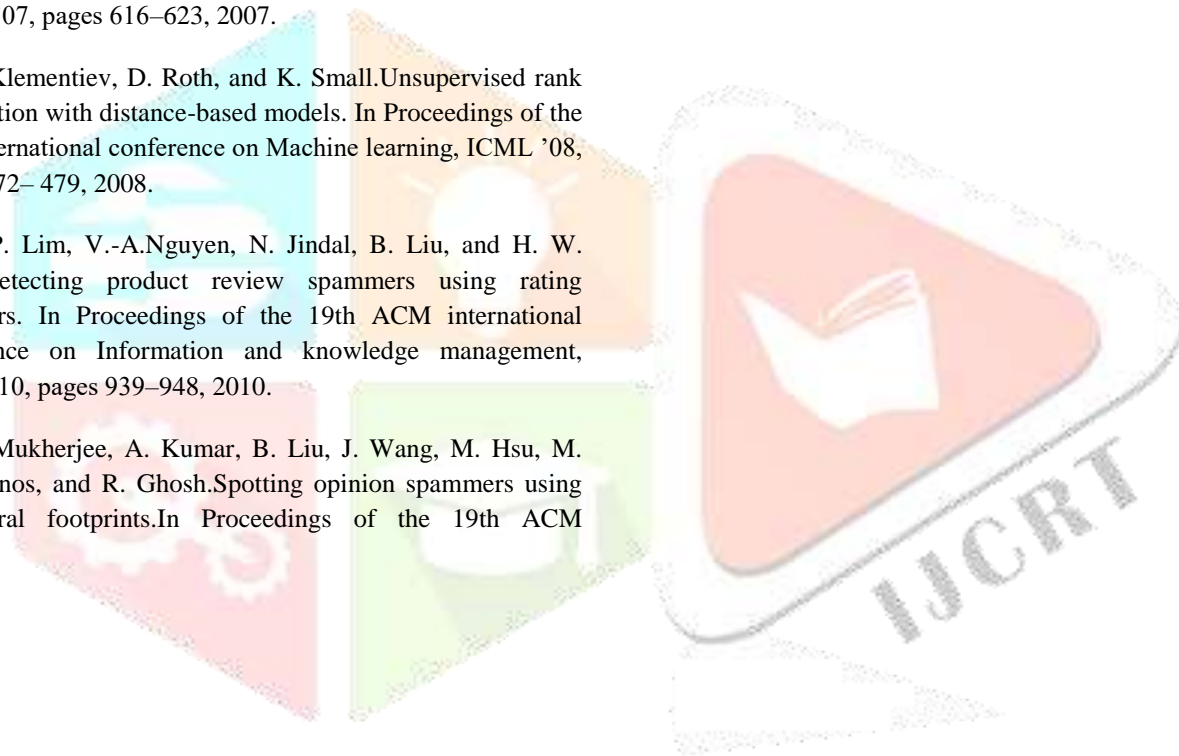 07, pages 616–623, 2007.
Klementiev, D. Roth, and K. Small.Unsupervised rank
tion with distance-based models. In Proceedings of the
ernational conference on Machine learning, ICML ’08,
72– 479, 2008.
P. Lim, V.-A.Nguyen, N. Jindal, B. Liu, and H. W.
etecting product review spammers using rating
rs. In Proceedings of the 19th ACM international
nce on Information and knowledge management,
10, pages 939–948, 2010.
Mukherjee, A. Kumar, B. Liu, J. Wang, M. Hsu, M.
nos, and R. Ghosh.Spotting opinion spammers using
ral footprints.In Proceedings of the 19th ACM
IJCRT